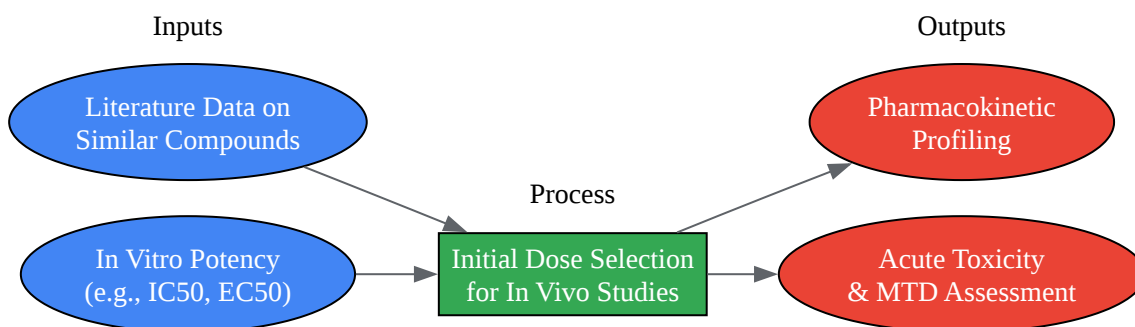 Inputs
Outputs
Literature Data on
Similar Compounds
Pharmacokinetic
Profiling
Process
In Vitro Potency
(e.g., IC50, EC50)
Initial Dose Selection
for In Vivo Studies
Acute Toxicity
& MTD Assessment